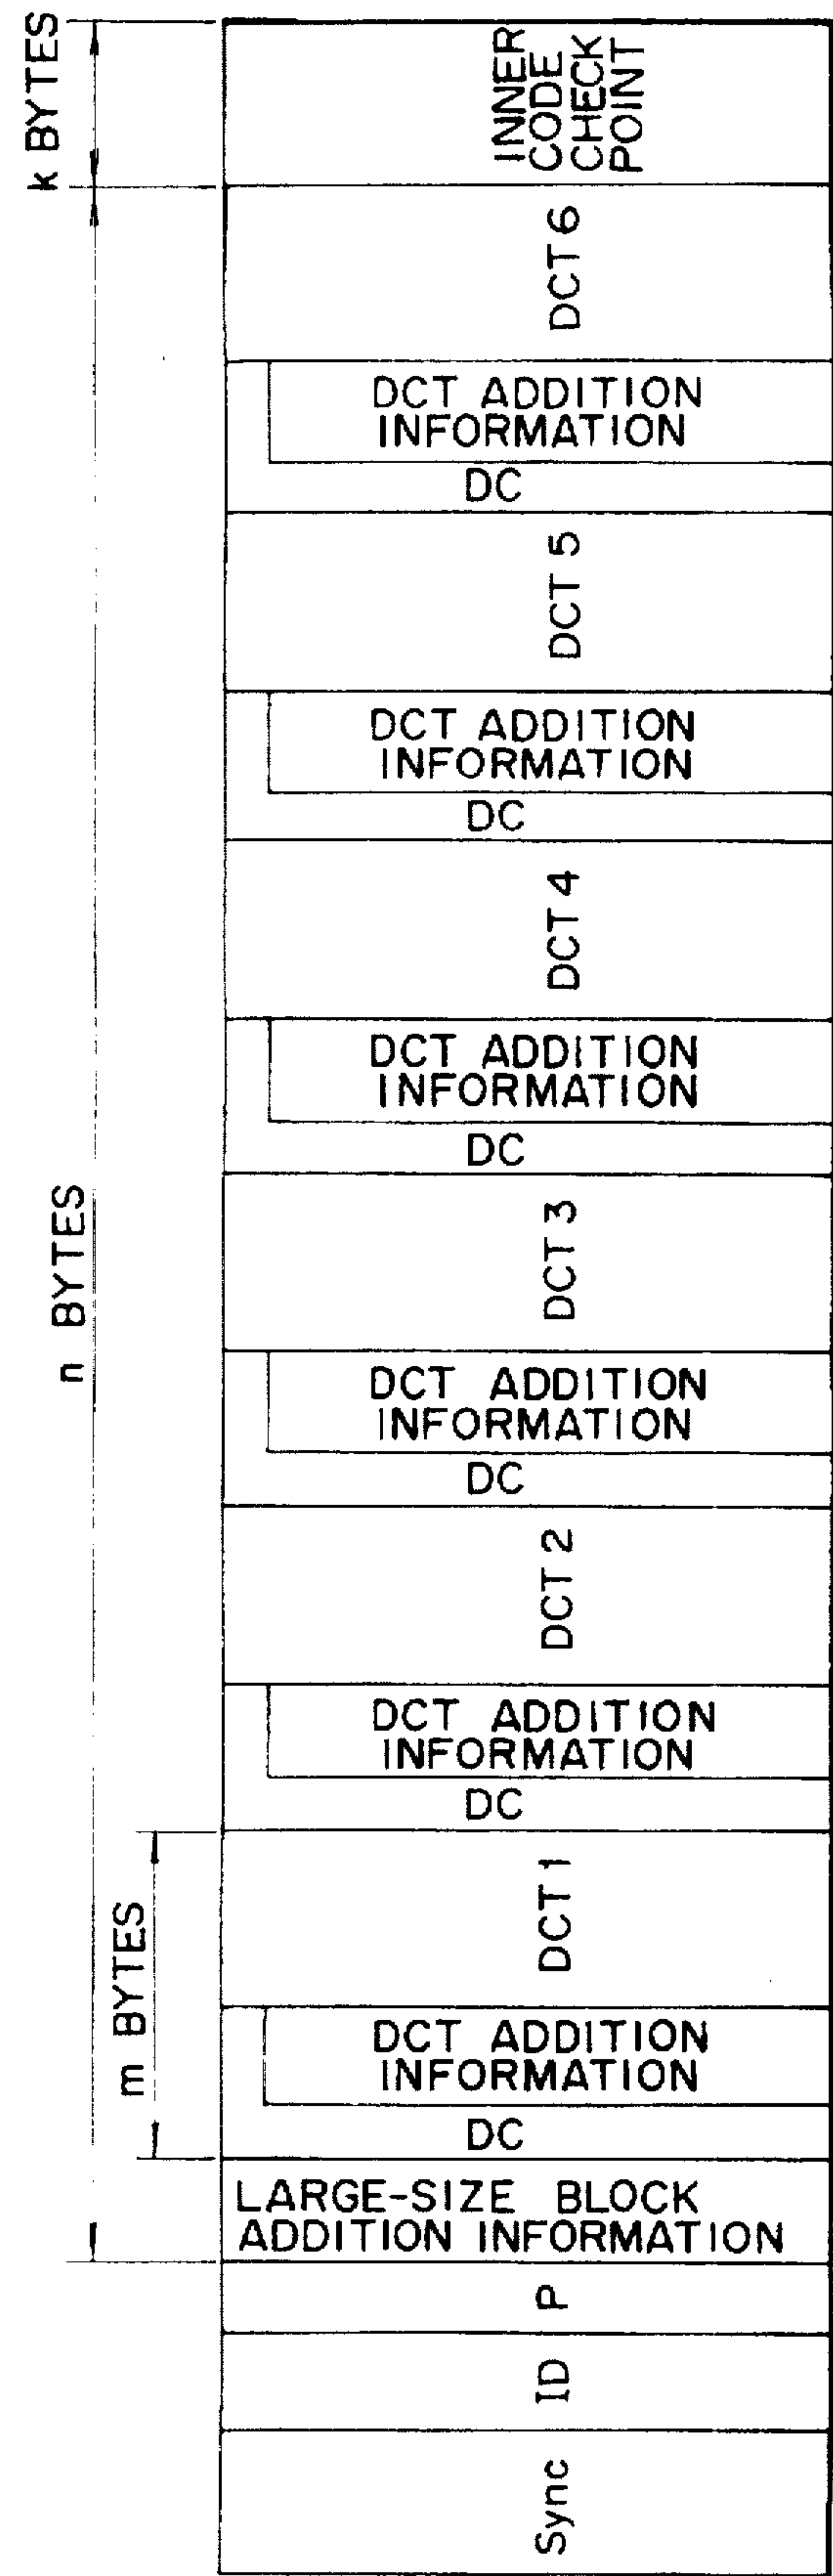 k BYTES
INNER
CODE
CHECK
POINT
DCT 6
DCT ADDITION
INFORMATION
DC
DCT 5
DCT ADDITION
INFORMATION
DC
DCT 4
DCT ADDITION
INFORMATION
DC
n BYTES
DCT 3
DCT ADDITION
INFORMATION
DC
DCT 2
DCT ADDITION
INFORMATION
DC
m BYTES
DCT 1
DCT ADDITION
INFORMATION
DC
LARGE-SIZE BLOCK
ADDITION INFORMATION
P
ID
Sync